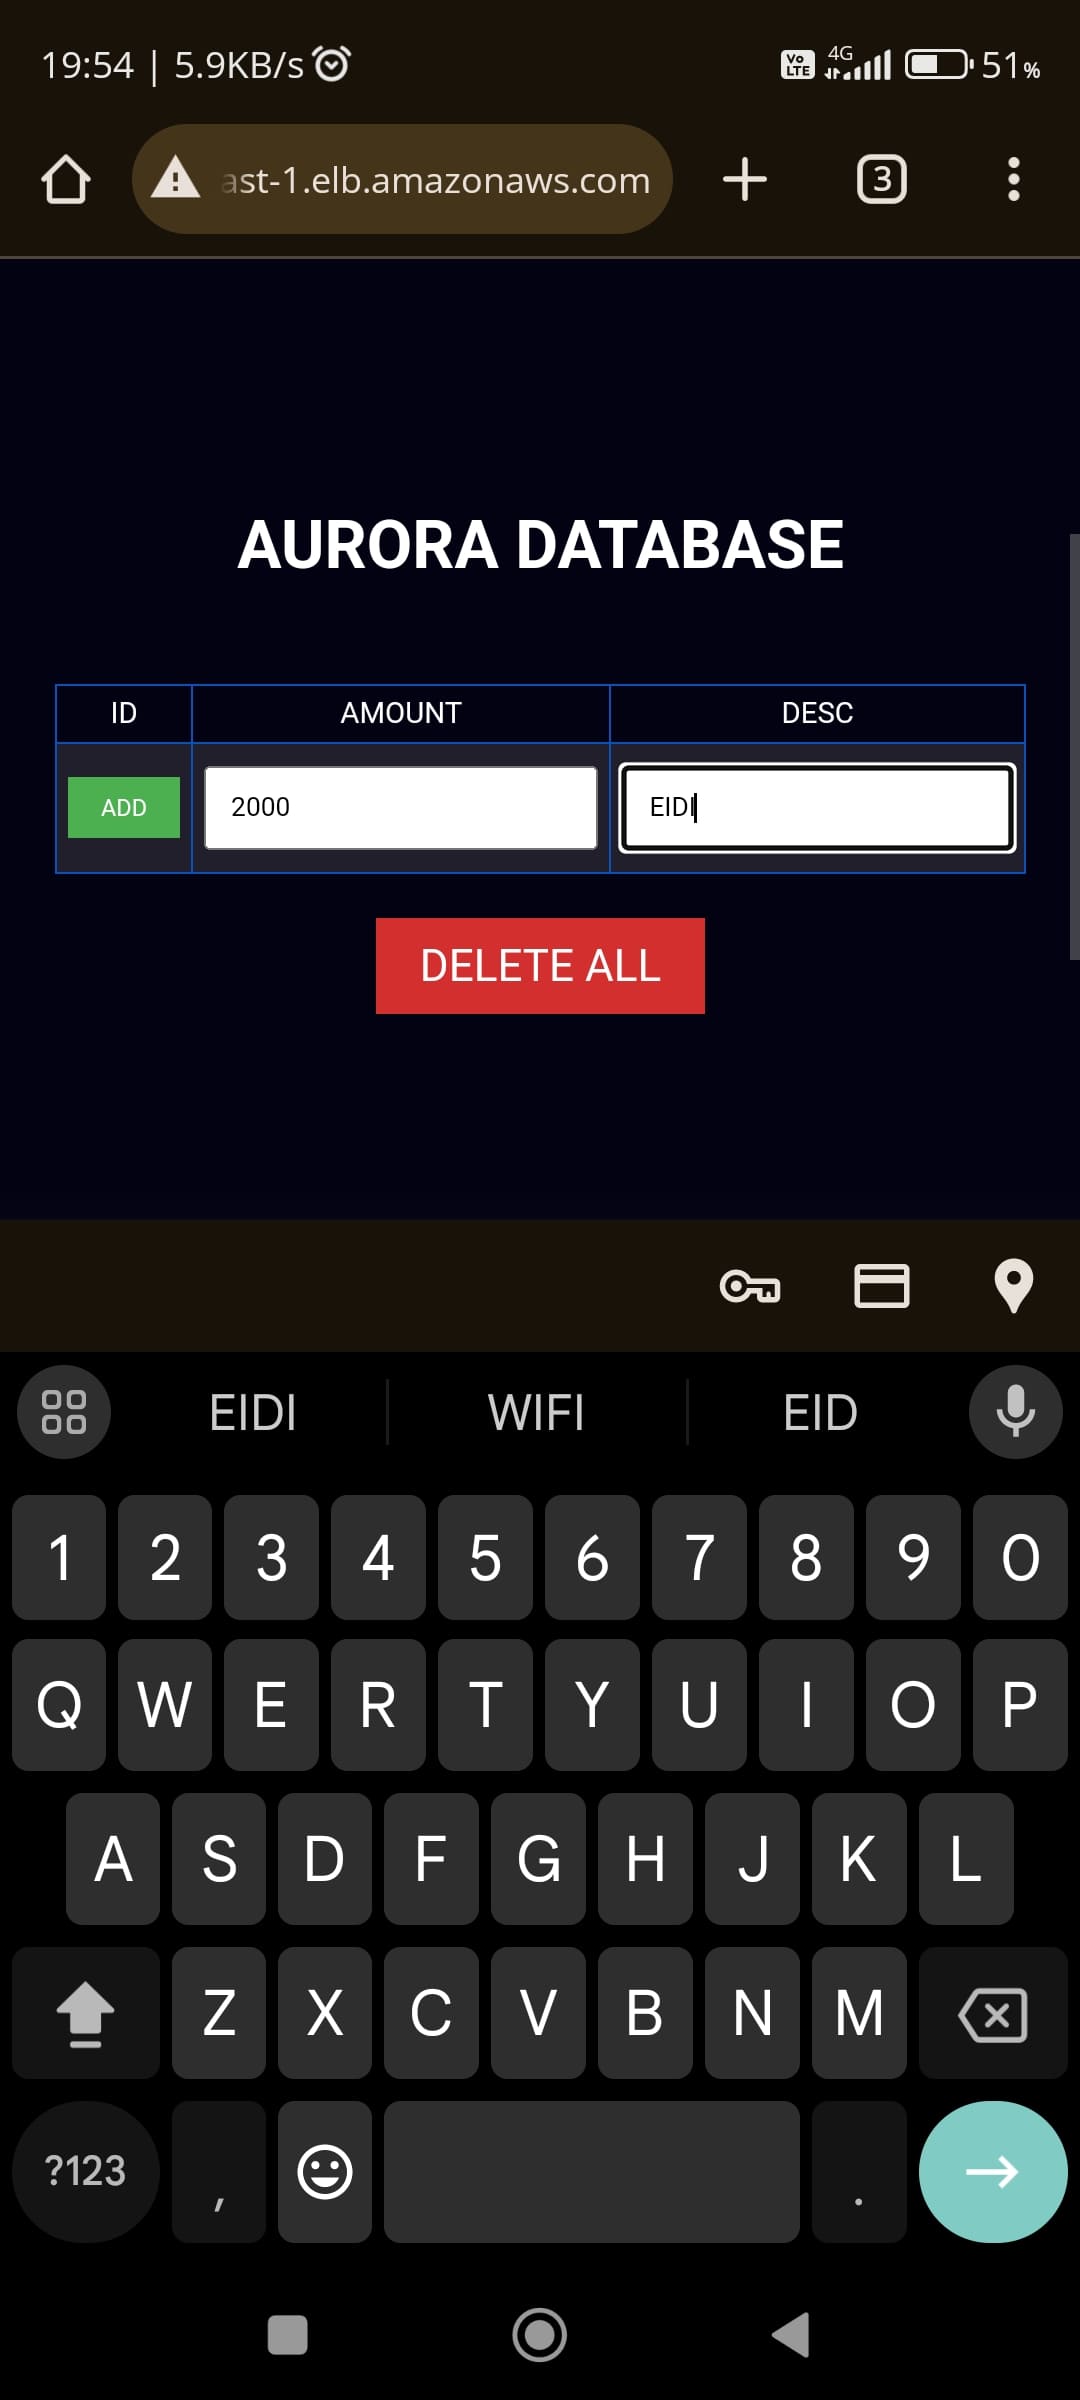 19:54 | 5.9KB/s Vo LTE 4G 51%
ast-1.elb.amazonaws.com 3
AURORA DATABASE
ID AMOUNT DESC
ADD 2000 EIDI
DELETE ALL
EIDI WIFI EID
1 2 3 4 5 6 7 8 9 0
Q W E R T Y U I O P
A S D F G H J K L
Z X C V B N M
?123 , .